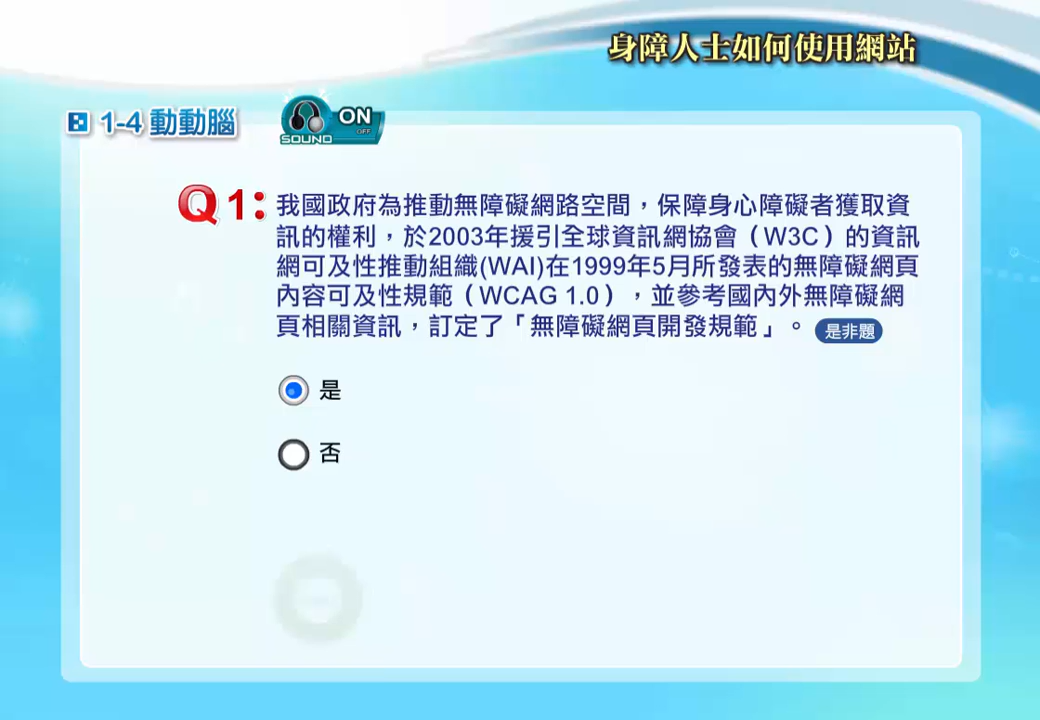 身障人士如何使用網站
1-4 動動腦
SOUND ON OFF
Q1:
我國政府為推動無障礙網路空間，保障身心障礙者獲取資
訊的權利，於2003年援引全球資訊網協會（W3C）的資訊
網可及性推動組織(WAI)在1999年5月所發表的無障礙網頁
內容可及性規範（WCAG 1.0），並參考國內外無障礙網
頁相關資訊，訂定了「無障礙網頁開發規範」。 是非題
是
否